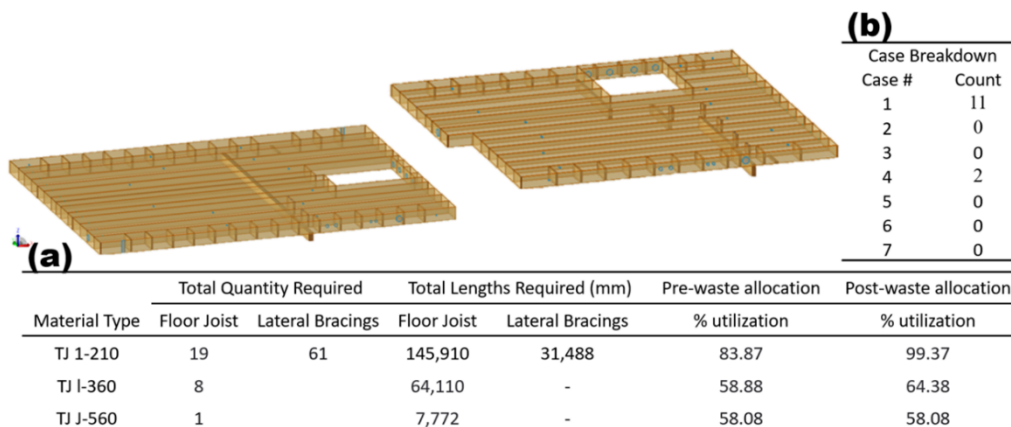 (b)
Case Breakdown
Case # Count
1 11
2 0
3 0
4 2
5 0
6 0
7 0
(a)
Total Quantity Required Total Lengths Required (mm) Pre-waste allocation Post-waste allocation
Material Type Floor Joist Lateral Bracings Floor Joist Lateral Bracings % utilization % utilization
TJ 1-210 19 61 145,910 31,488 83.87 99.37
TJ l-360 8 64,110 - 58.88 64.38
TJ J-560 1 7,772 - 58.08 58.08